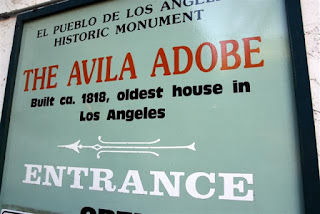 EL PUEBLO DE LOS ANGELES
HISTORIC MONUMENT
THE AVILA ADOBE
Built ca. 1818, oldest house in
Los Angeles
ENTRANCE